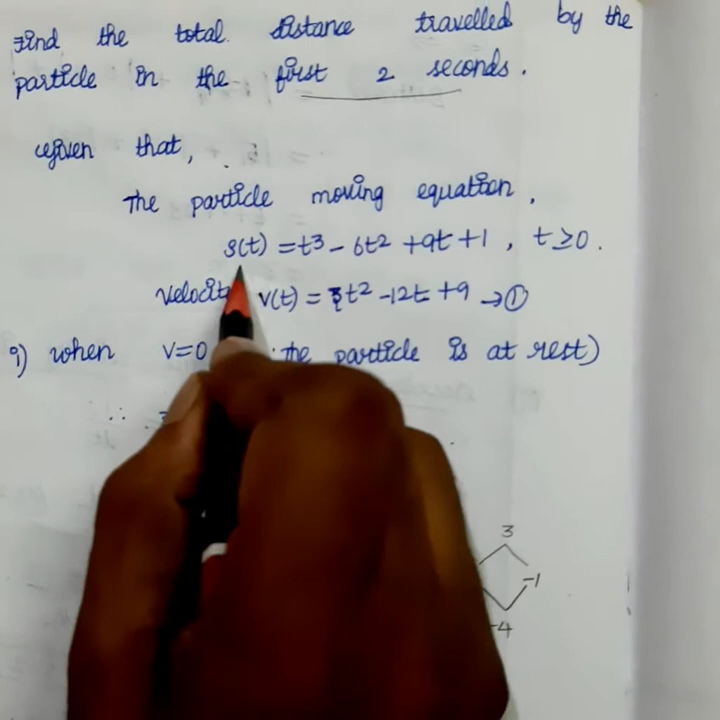 Find the total distance travelled by the
particle in the first 2 seconds.
Given that,
The particle moving equation,
s(t) = t³ - 6t² + 9t + 1, t ≥ 0.
Velocity v(t) = 3t² - 12t + 9 → ①
i) when v=0 the particle is at rest)
∴
3
-1
-4